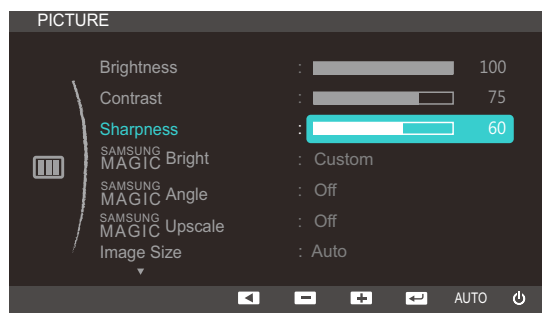 PICTURE
Brightness : 100
Contrast : 75
Sharpness : 60
SAMSUNG MAGIC Bright : Custom
SAMSUNG MAGIC Angle : Off
SAMSUNG MAGIC Upscale : Off
Image Size : Auto
AUTO